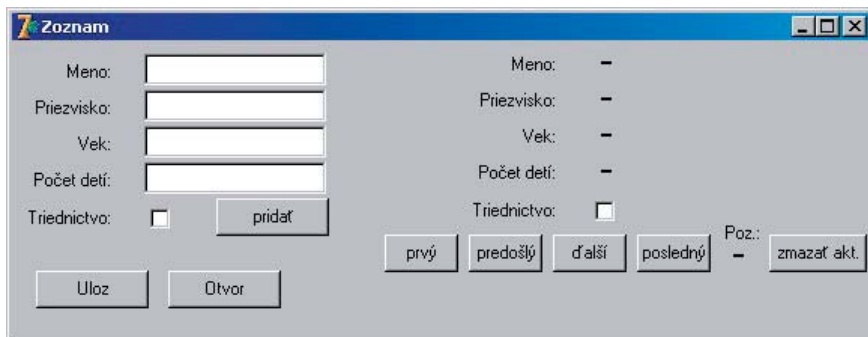 Zoznam
Meno:
Priezvisko:
Vek:
Počet detí:
Triednictvo:
pridať
Uloz
Otvor
Meno: -
Priezvisko: -
Vek: -
Počet detí: -
Triednictvo:
prvý
predošlý
ďalší
posledný
Poz.:
-
zmazať akt.